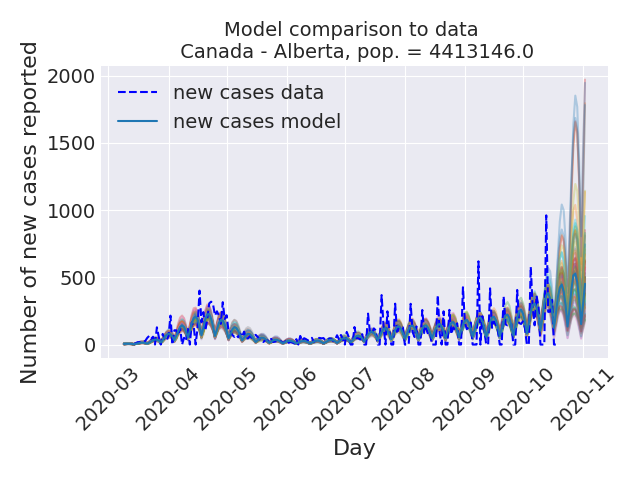 Model comparison to data
Canada - Alberta, pop. = 4413146.0
Number of new cases reported
2000
1500
1000
500
0
new cases data
new cases model
2020-03
2020-04
2020-05
2020-06
2020-07
2020-08
2020-09
2020-10
2020-11
Day